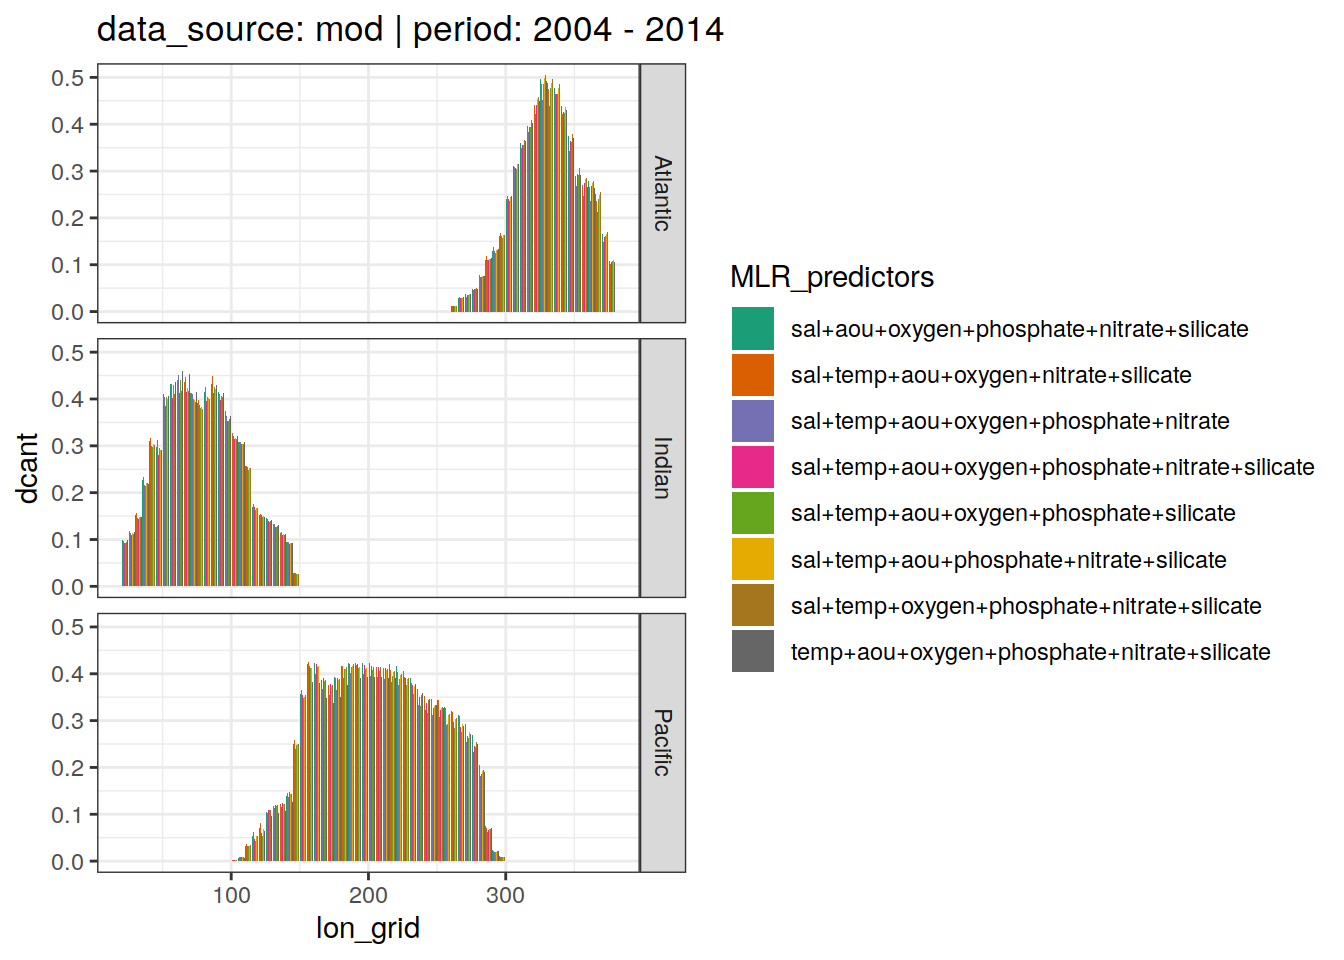 data_source: mod | period: 2004 - 2014
0.5
0.4
0.3
0.2
0.1
0.0
Atlantic
0.5
0.4
0.3
0.2
0.1
0.0
Indian
0.5
0.4
0.3
0.2
0.1
0.0
Pacific
dcant
100
200
300
lon_grid
MLR_predictors
sal+aou+oxygen+phosphate+nitrate+silicate
sal+temp+aou+oxygen+nitrate+silicate
sal+temp+aou+oxygen+phosphate+nitrate
sal+temp+aou+oxygen+phosphate+nitrate+silicate
sal+temp+aou+oxygen+phosphate+silicate
sal+temp+aou+phosphate+nitrate+silicate
sal+temp+oxygen+phosphate+nitrate+silicate
temp+aou+oxygen+phosphate+nitrate+silicate